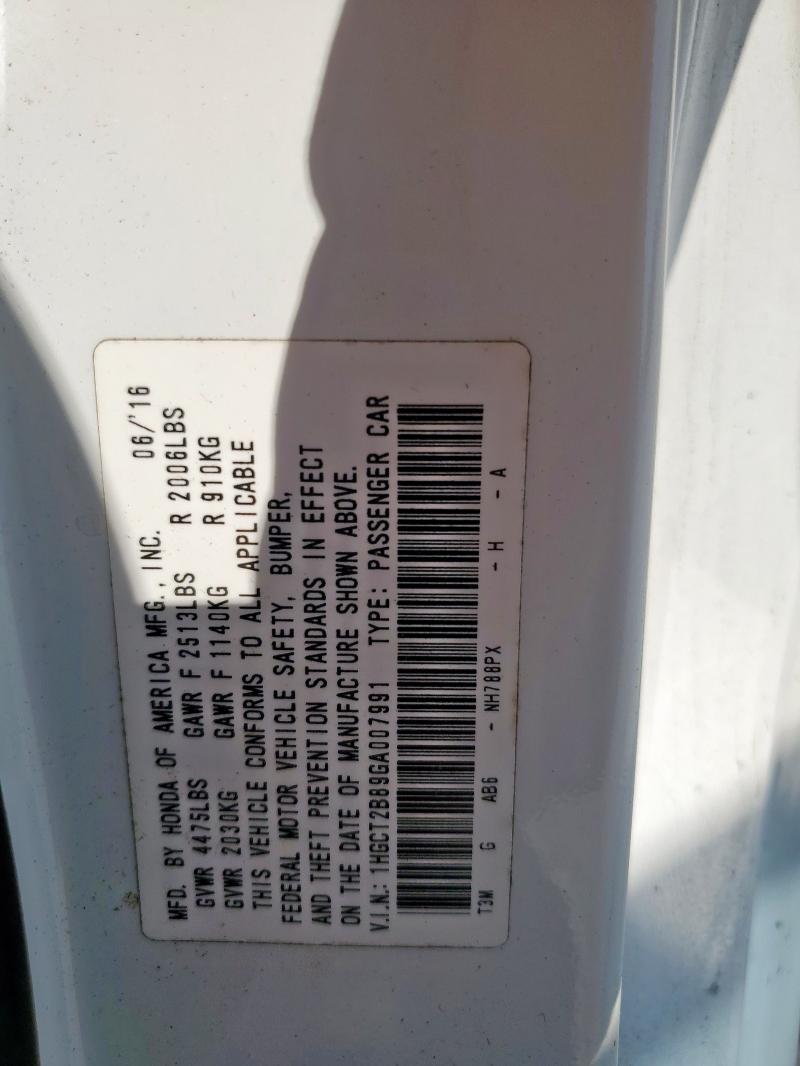 MFD. BY HONDA OF AMERICA MFG., INC. 06/'16
GVWR 4475LBS GAWR F 2513LBS R 2006LBS
GVWR 2030KG GAWR F 1140KG R 910KG
THIS VEHICLE CONFORMS TO ALL APPLICABLE
FEDERAL MOTOR VEHICLE SAFETY, BUMPER,
AND THEFT PREVENTION STANDARDS IN EFFECT
ON THE DATE OF MANUFACTURE SHOWN ABOVE.
V.I.N.: 1HGCT2B89GA007991 TYPE: PASSENGER CAR
T3M G AB6 - NH788PX - H - A